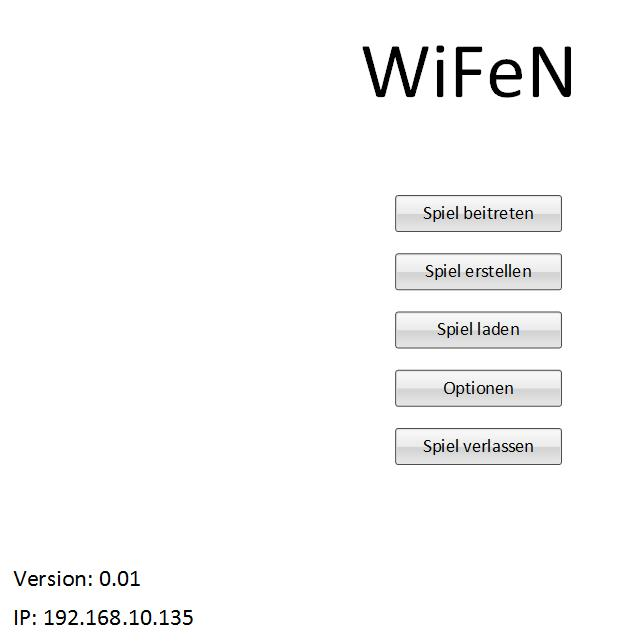 WiFeN
Spiel beitreten
Spiel erstellen
Spiel laden
Optionen
Spiel verlassen
Version: 0.01
IP: 192.168.10.135